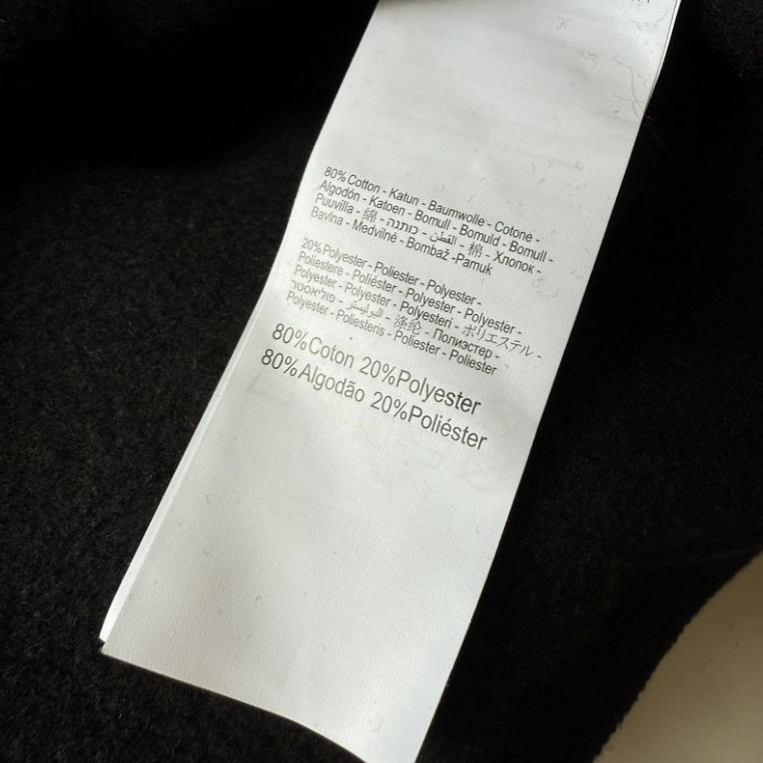 80%Cotton - Katun - Baumwolle - Cotone -
Algodón - Katoen - Bomull - Bomuld - Bomull -
Puuvilla - 綿 - כותנה - القطن - 棉 - Хлопок -
Bavlna - Medvilnė - Bombaž -Pamuk
20%Polyester - Poliester - Polyester -
Poliestere - Poliéster - Polyester - Polyester -
Polyester - Polyester - Polyesteri - ポリエステル -
פוליאסטר - البوليستر - 涤纶 - Полиэстер -
Polyester - Poliesteris - Poliester - Poliester
80%Coton 20%Polyester
80%Algodão 20%Poliéster